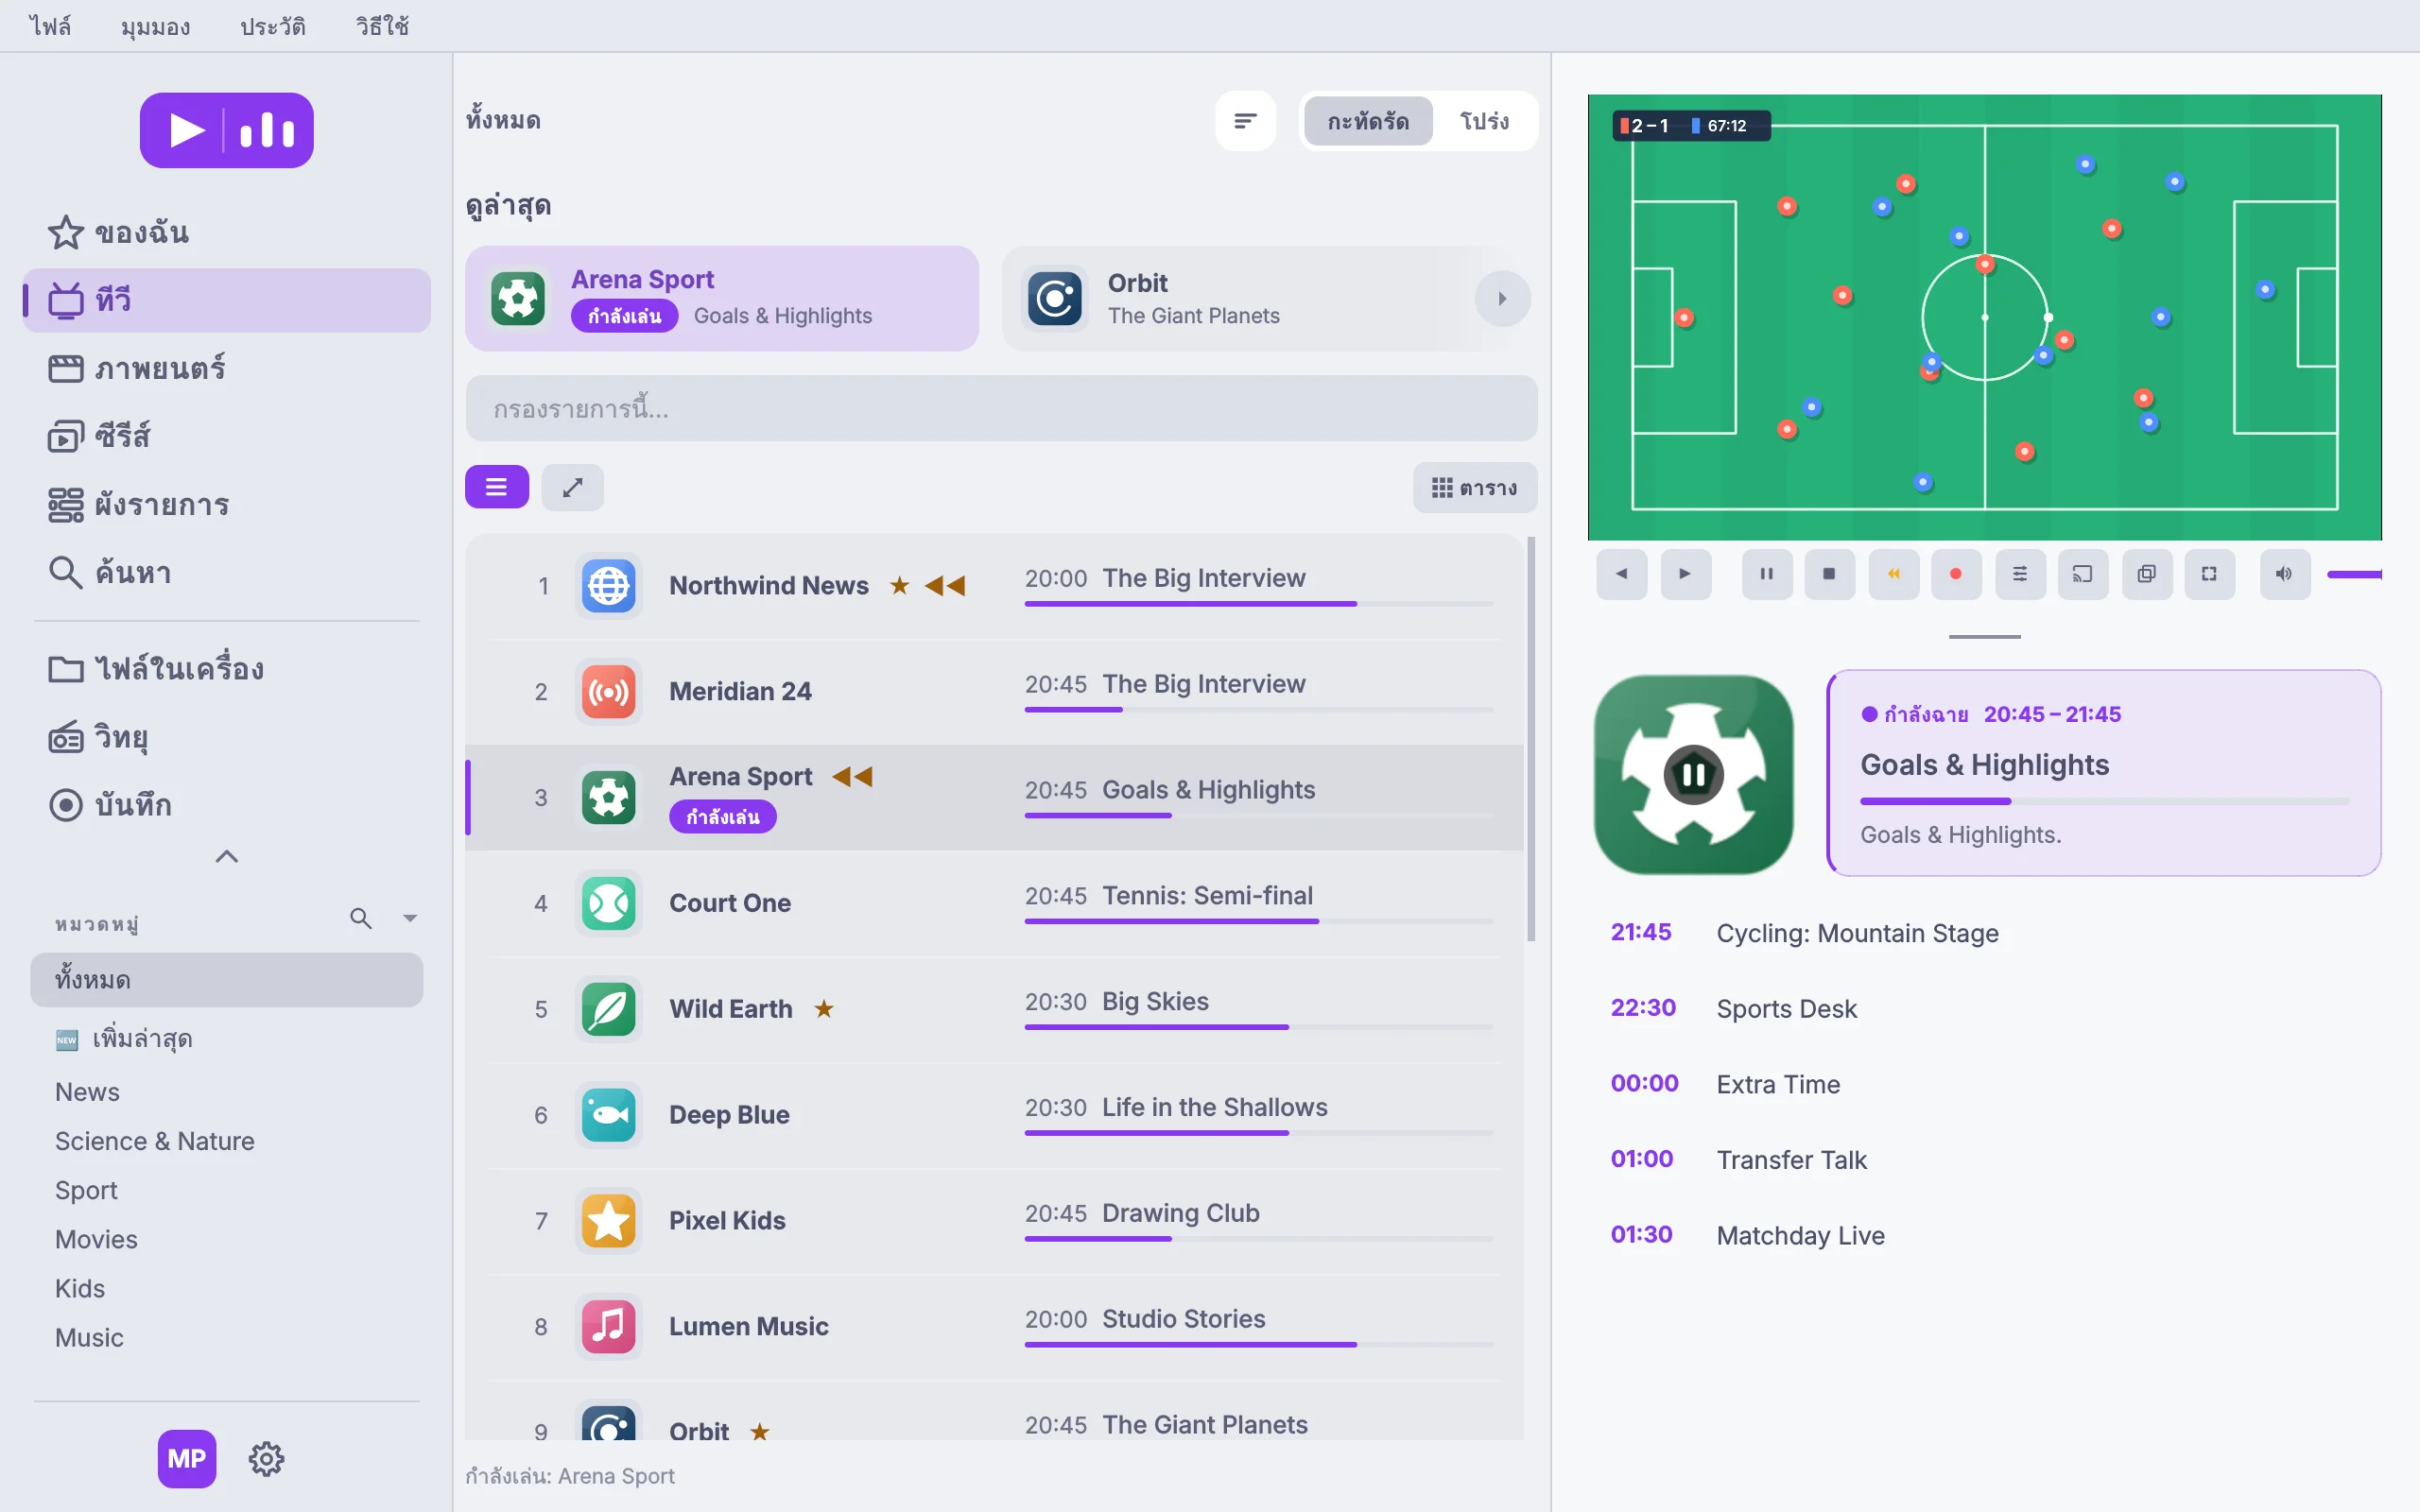 ไฟล์ มุมมอง ประวัติ วิธีใช้
ของฉัน
ทีวี
ภาพยนตร์
ซีรีส์
ผังรายการ
ค้นหา
ไฟล์ในเครื่อง
วิทยุ
บันทึก
หมวดหมู่
ทั้งหมด
NEW เพิ่มล่าสุด
News
Science & Nature
Sport
Movies
Kids
Music
MP
ทั้งหมด
กะทัดรัด โปร่ง
ดูล่าสุด
Arena Sport
กำลังเล่น Goals & Highlights
Orbit
The Giant Planets
กรองรายการนี้...
ตาราง
1 Northwind News 20:00 The Big Interview
2 Meridian 24 20:45 The Big Interview
3 Arena Sport 20:45 Goals & Highlights
กำลังเล่น
4 Court One 20:45 Tennis: Semi-final
5 Wild Earth 20:30 Big Skies
6 Deep Blue 20:30 Life in the Shallows
7 Pixel Kids 20:45 Drawing Club
8 Lumen Music 20:00 Studio Stories
9 Orbit 20:45 The Giant Planets
กำลังเล่น: Arena Sport
2 – 1 67:12
กำลังฉาย 20:45 – 21:45
Goals & Highlights
Goals & Highlights.
21:45 Cycling: Mountain Stage
22:30 Sports Desk
00:00 Extra Time
01:00 Transfer Talk
01:30 Matchday Live